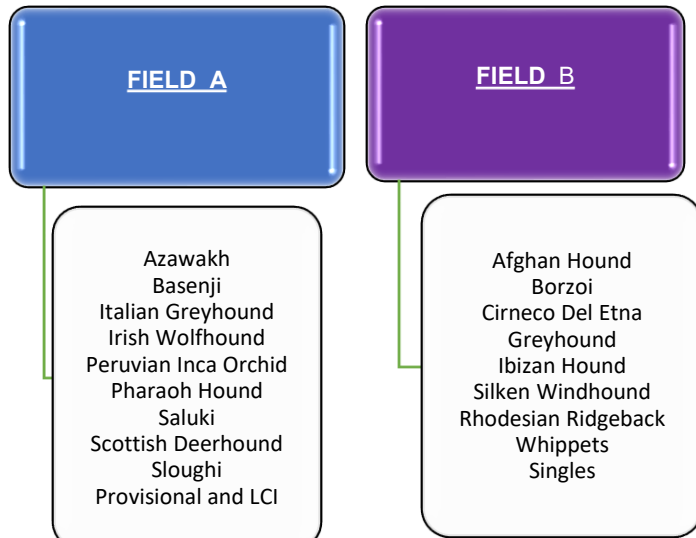 FIELD A
Azawakh
Basenji
Italian Greyhound
Irish Wolfhound
Peruvian Inca Orchid
Pharaoh Hound
Saluki
Scottish Deerhound
Sloughi
Provisional and LCI
FIELD B
Afghan Hound
Borzoi
Cirneco Del Etna
Greyhound
Ibizan Hound
Silken Windhound
Rhodesian Ridgeback
Whippets
Singles